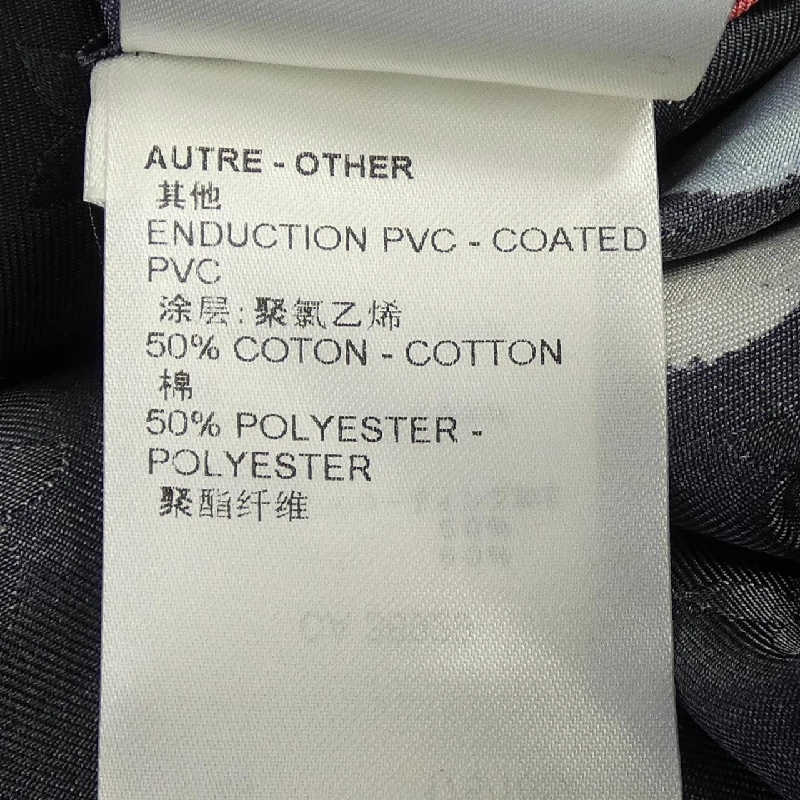 AUTRE - OTHER
其他
ENDUCTION PVC - COATED
PVC
涂层:聚氯乙烯
50% COTON - COTTON
棉
50% POLYESTER -
POLYESTER
聚酯纤维